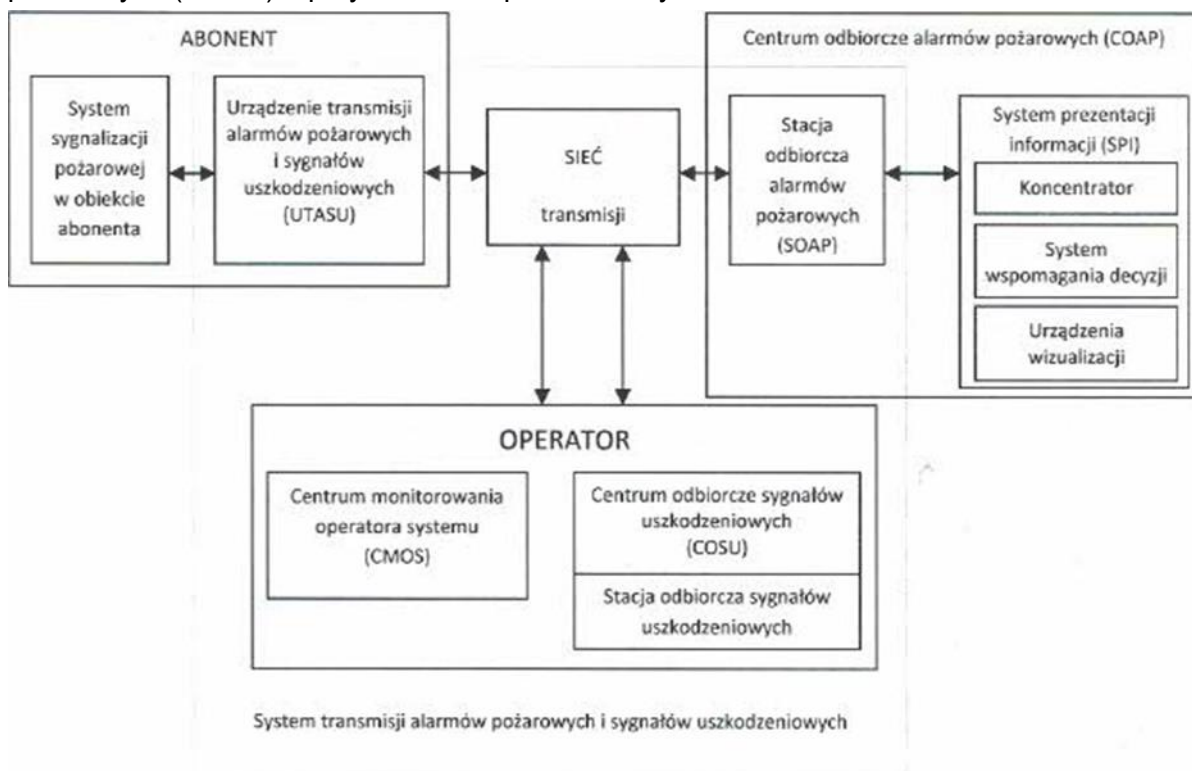 ABONENT
System
sygnalizacji
pożarowej
w obiekcie
abonenta
Urządzenie transmisji
alarmów pożarowych
i sygnałów
uszkodzeniowych
(UTASU)
SIEĆ
transmisji
Centrum odbiorcze alarmów pożarowych (COAP)
Stacja
odbiorcza
alarmów
pożarowych
(SOAP)
System prezentacji
informacji (SPI)
Koncentrator
System
wspomagania decyzji
Urządzenia
wizualizacji
OPERATOR
Centrum monitorowania
operatora systemu
(CMOS)
Centrum odbiorcze sygnałów
uszkodzeniowych
(COSU)
Stacja odbiorcza sygnałów
uszkodzeniowych
System transmisji alarmów pożarowych i sygnałów uszkodzeniowych